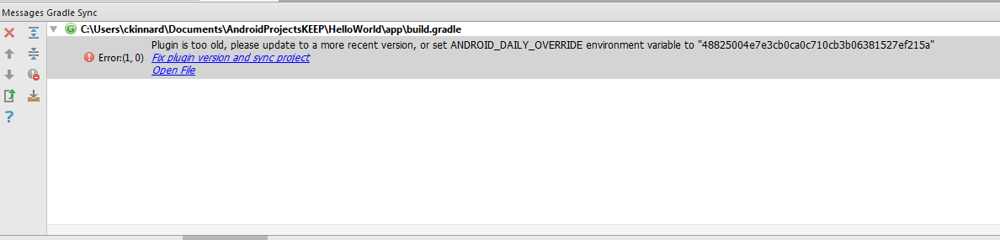 Messages Gradle Sync
C:\Users\ckinnard\Documents\AndroidProjectsKEEP\HelloWorld\app\build.gradle
Plugin is too old, please update to a more recent version, or set ANDROID_DAILY_OVERRIDE environment variable to "48825004e7e3cb0ca0c710cb3b06381527ef215a"
Error:(1, 0) Fix plugin version and sync project
Open File